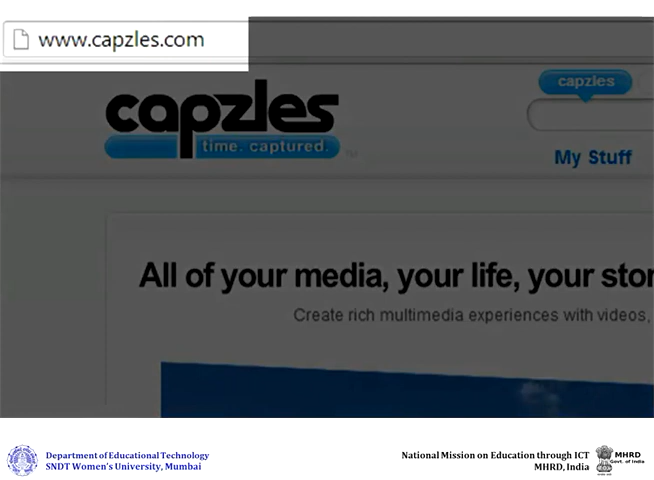 www.capzles.com
capzles
capzles
time. captured.
TM
My Stuff
All of your media, your life, your stor
Create rich multimedia experiences with videos,
Department of Educational Technology
SNDT Women's University, Mumbai
National Mission on Education through ICT
MHRD, India
MHRD
Govt. of India